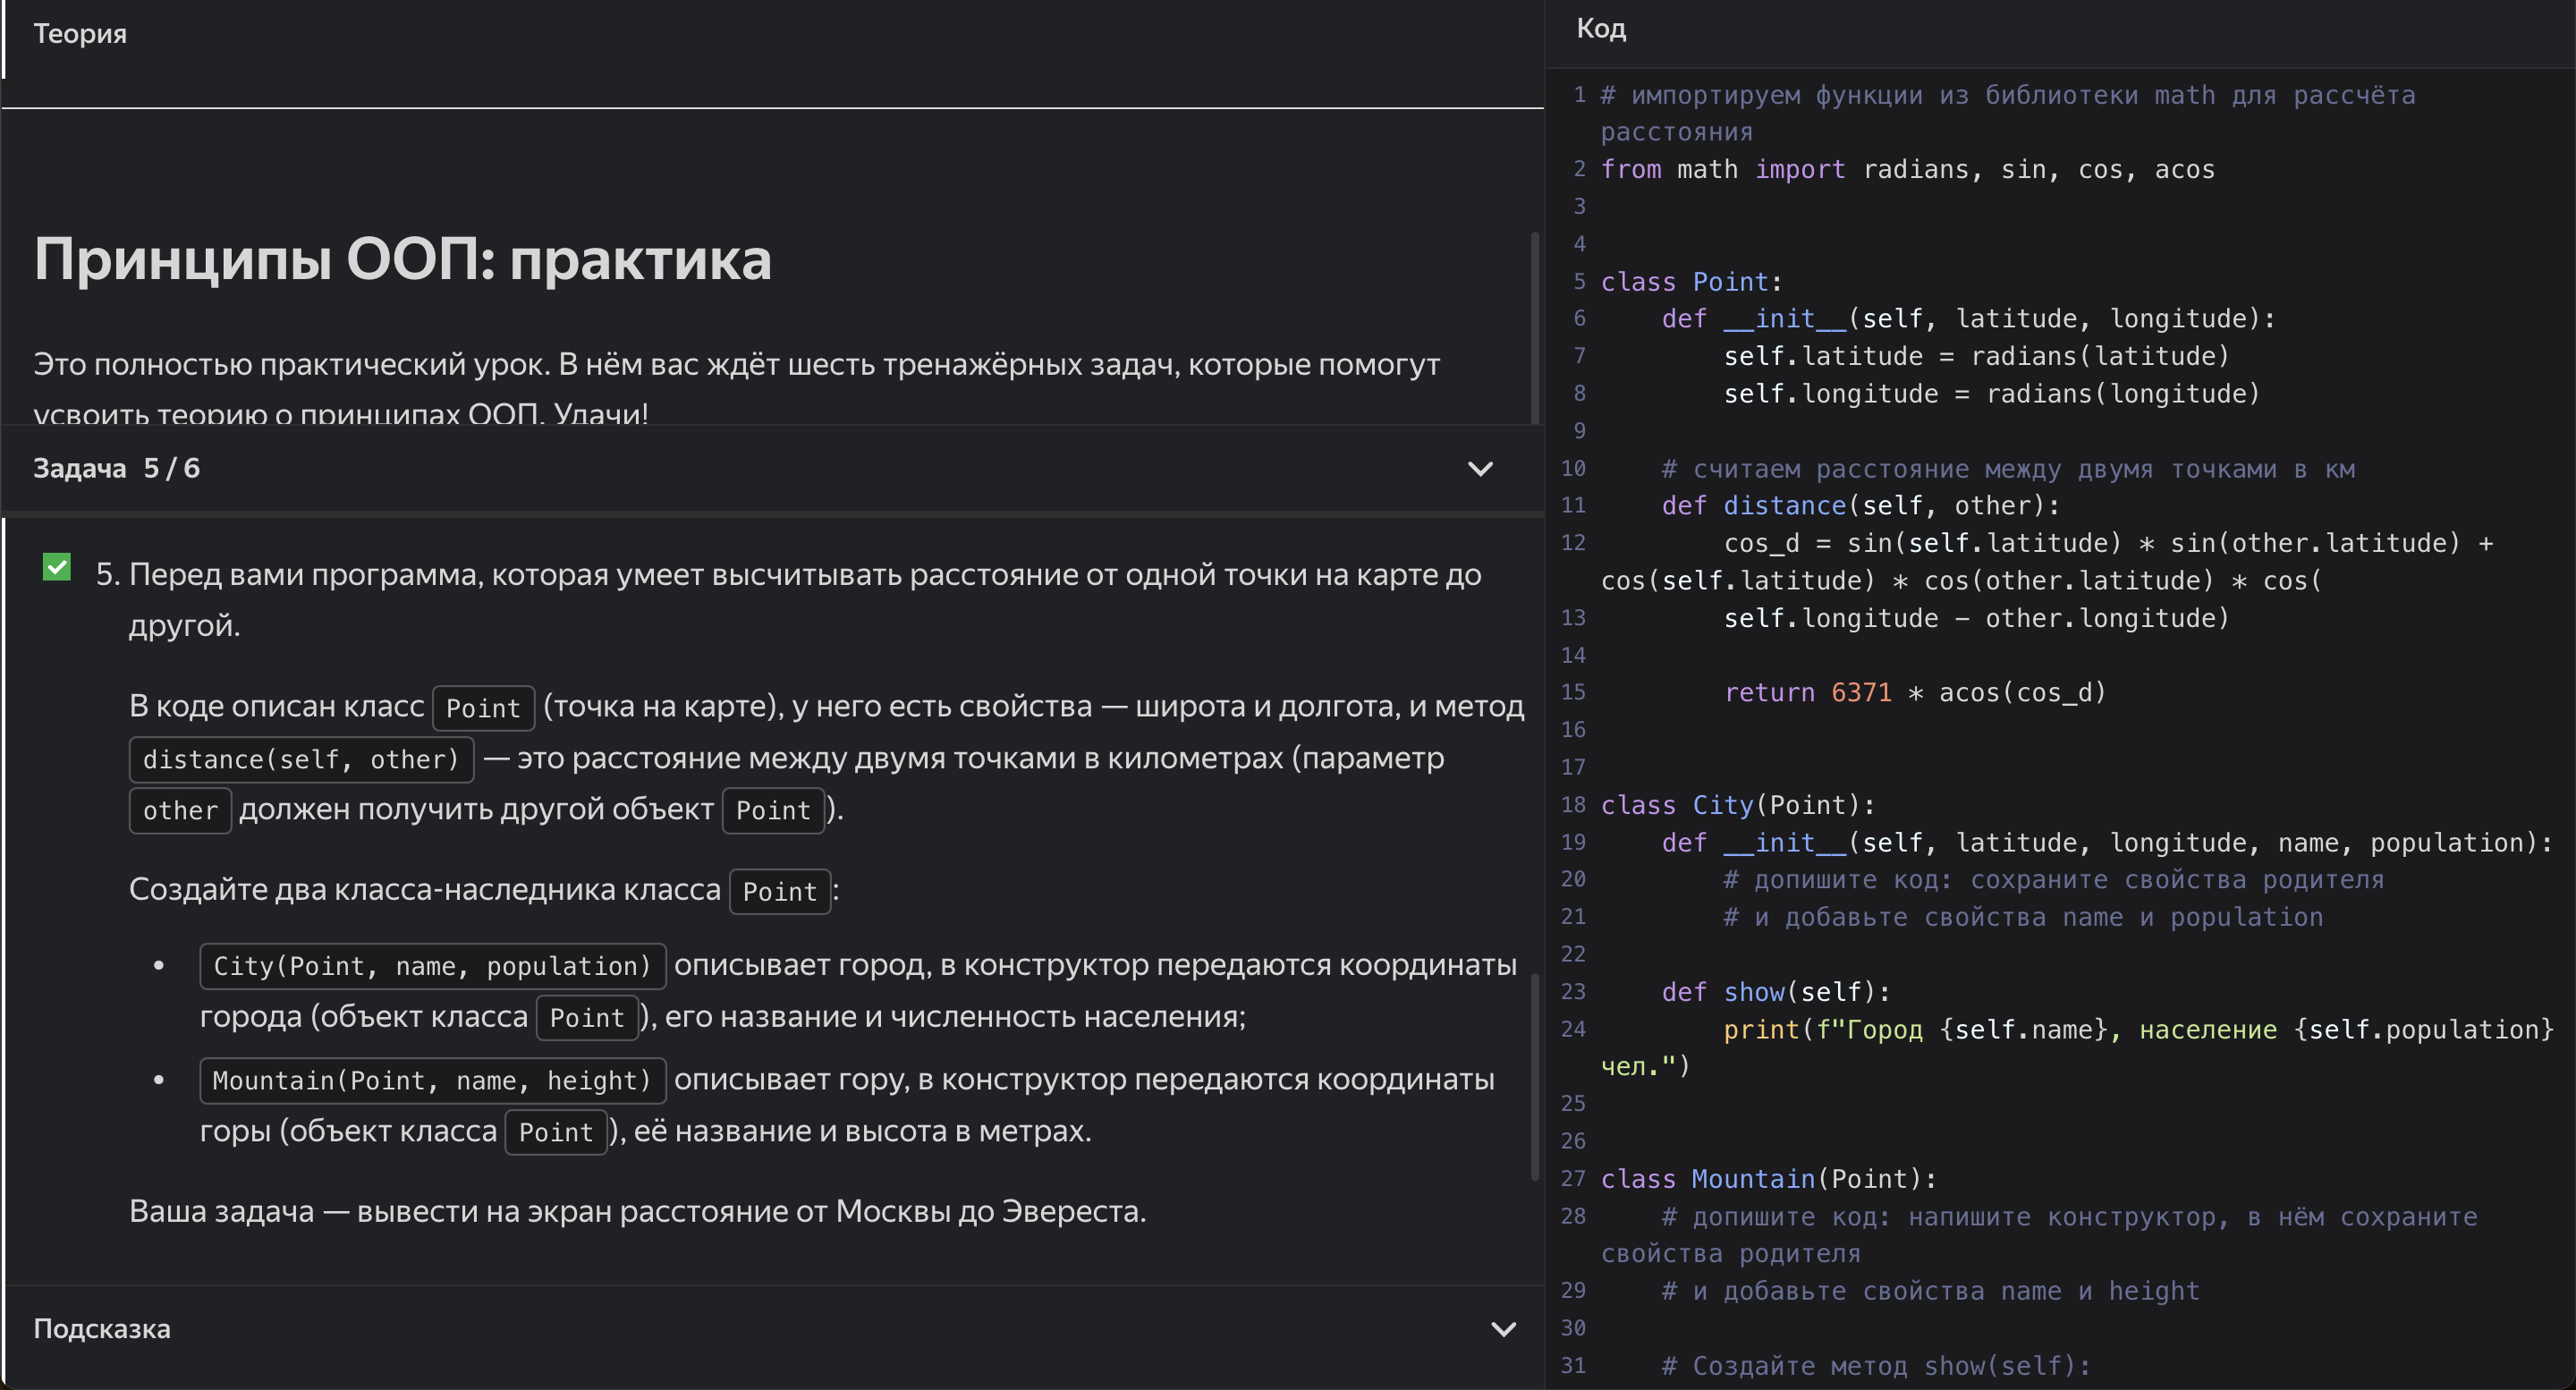 Теория
Принципы ООП: практика
Это полностью практический урок. В нём вас ждёт шесть тренажёрных задач, которые помогут
усвоить теорию о принципах ООП. Удачи!
Задача 5 / 6
5. Перед вами программа, которая умеет высчитывать расстояние от одной точки на карте до
другой.
В коде описан класс Point (точка на карте), у него есть свойства — широта и долгота, и метод
distance(self, other) — это расстояние между двумя точками в километрах (параметр
other должен получить другой объект Point ).
Создайте два класса-наследника класса Point :
• City(Point, name, population) описывает город, в конструктор передаются координаты
города (объект класса Point ), его название и численность населения;
• Mountain(Point, name, height) описывает гору, в конструктор передаются координаты
горы (объект класса Point ), её название и высота в метрах.
Ваша задача — вывести на экран расстояние от Москвы до Эвереста.
Подсказка
Код
1 # импортируем функции из библиотеки math для рассчёта
расстояния
2 from math import radians, sin, cos, acos
3
4
5 class Point:
6     def __init__(self, latitude, longitude):
7         self.latitude = radians(latitude)
8         self.longitude = radians(longitude)
9
10     # считаем расстояние между двумя точками в км
11     def distance(self, other):
12         cos_d = sin(self.latitude) * sin(other.latitude) +
cos(self.latitude) * cos(other.latitude) * cos(
13         self.longitude - other.longitude)
14
15         return 6371 * acos(cos_d)
16
17
18 class City(Point):
19     def __init__(self, latitude, longitude, name, population):
20         # допишите код: сохраните свойства родителя
21         # и добавьте свойства name и population
22
23     def show(self):
24         print(f"Город {self.name}, население {self.population}
чел.")
25
26
27 class Mountain(Point):
28     # допишите код: напишите конструктор, в нём сохраните
свойства родителя
29     # и добавьте свойства name и height
30
31     # Создайте метод show(self):